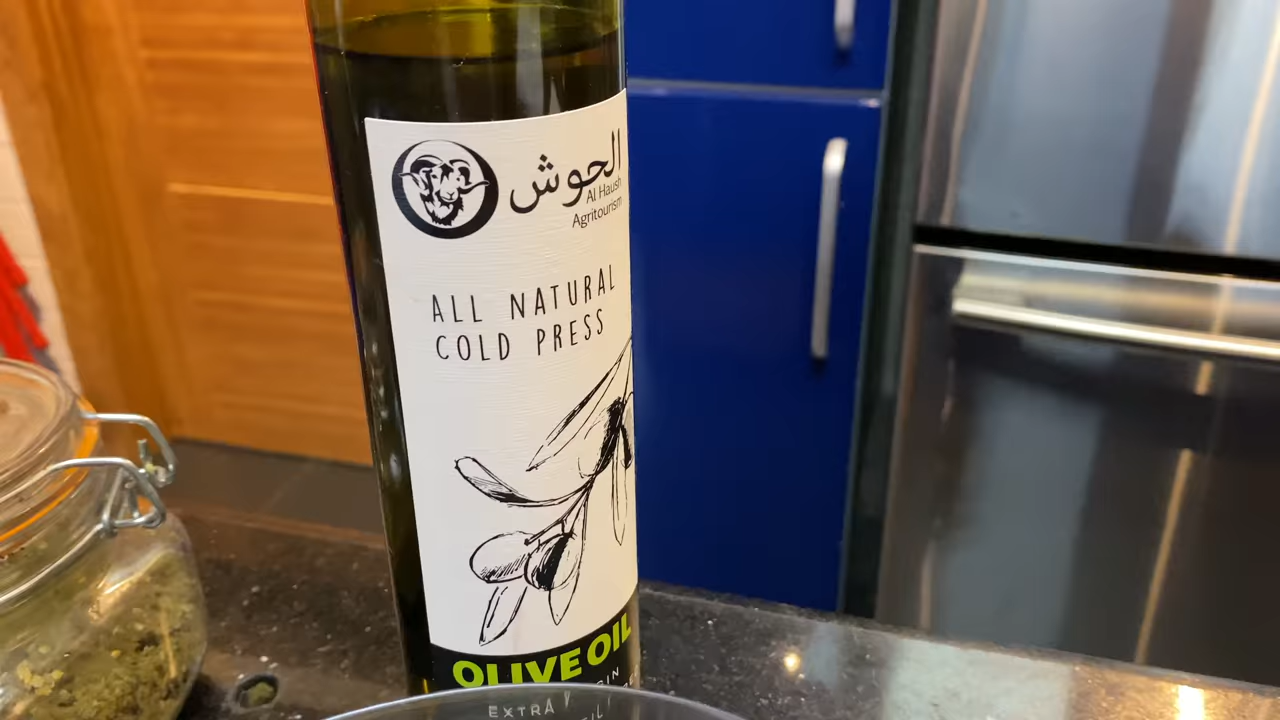 الحوش
Al Haush
Agritourism
ALL NATURAL
COLD PRESS
OLIVE OIL
EXTRA